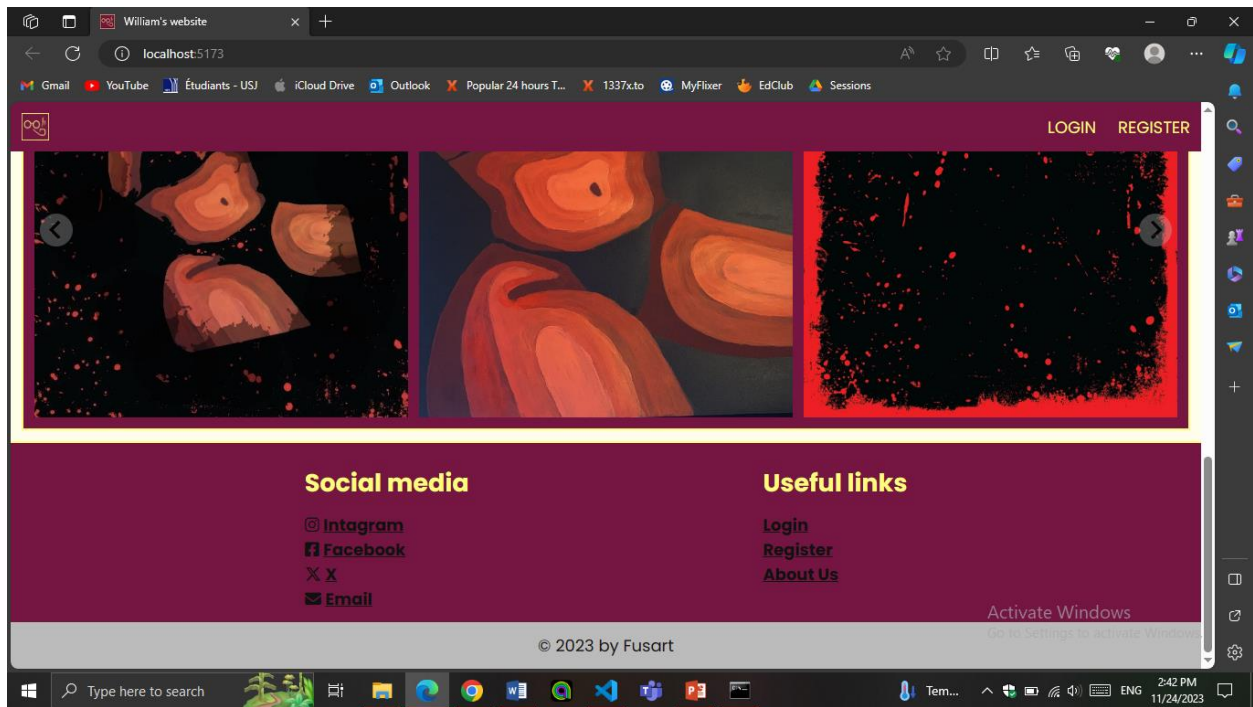 William's website
localhost:5173
Gmail YouTube Étudiants - USJ iCloud Drive Outlook Popular 24 hours T... 1337x.to MyFlixer EdClub Sessions
LOGIN REGISTER
Social media Useful links
Intagram Login
Facebook Register
X About Us
Email
Activate Windows
Go to Settings to activate Windows.
© 2023 by Fusart
Type here to search Tem... ENG 2:42 PM
11/24/2023